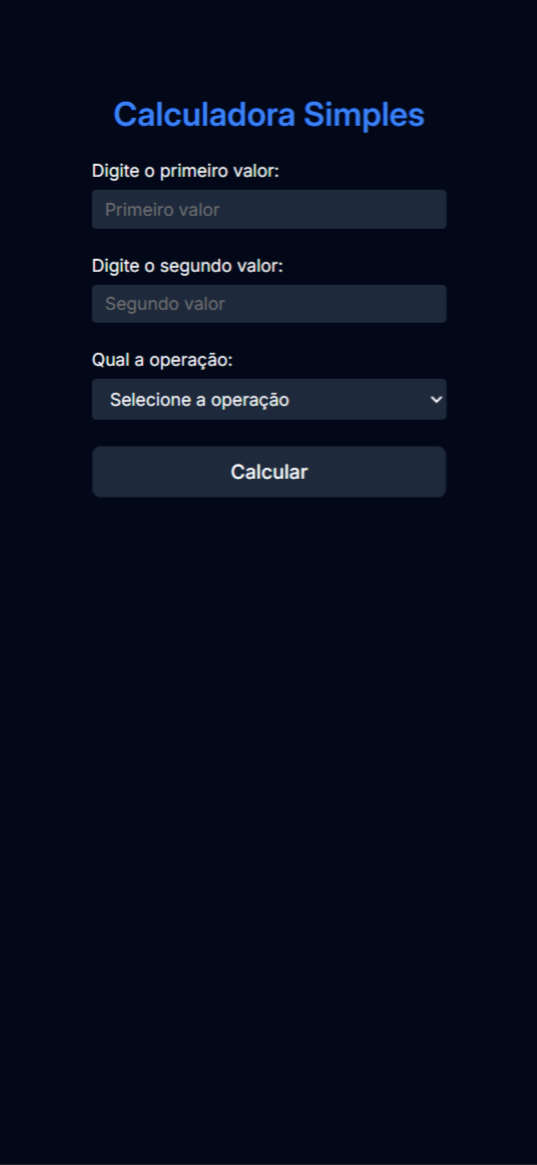 Calculadora Simples
Digite o primeiro valor:
Primeiro valor
Digite o segundo valor:
Segundo valor
Qual a operação:
Selecione a operação
Calcular